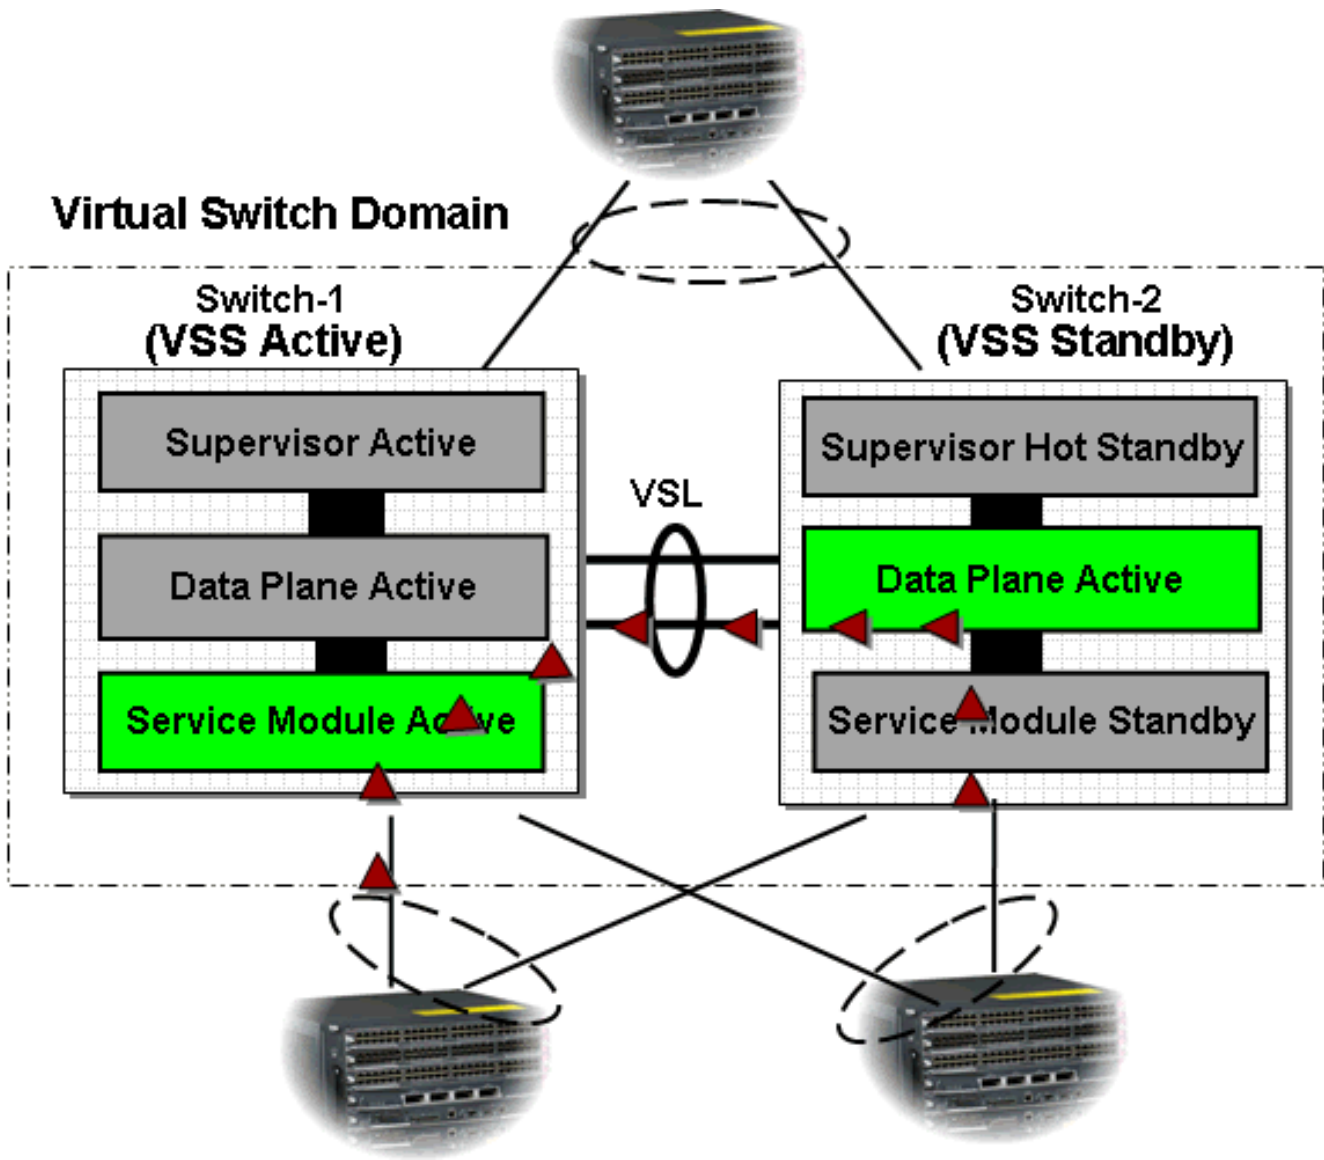 Virtual Switch Domain
Switch-1
(VSS Active)
Switch-2
(VSS Standby)
Supervisor Active
Data Plane Active
Service Module Active
VSL
Supervisor Hot Standby
Data Plane Active
Service Module Standby